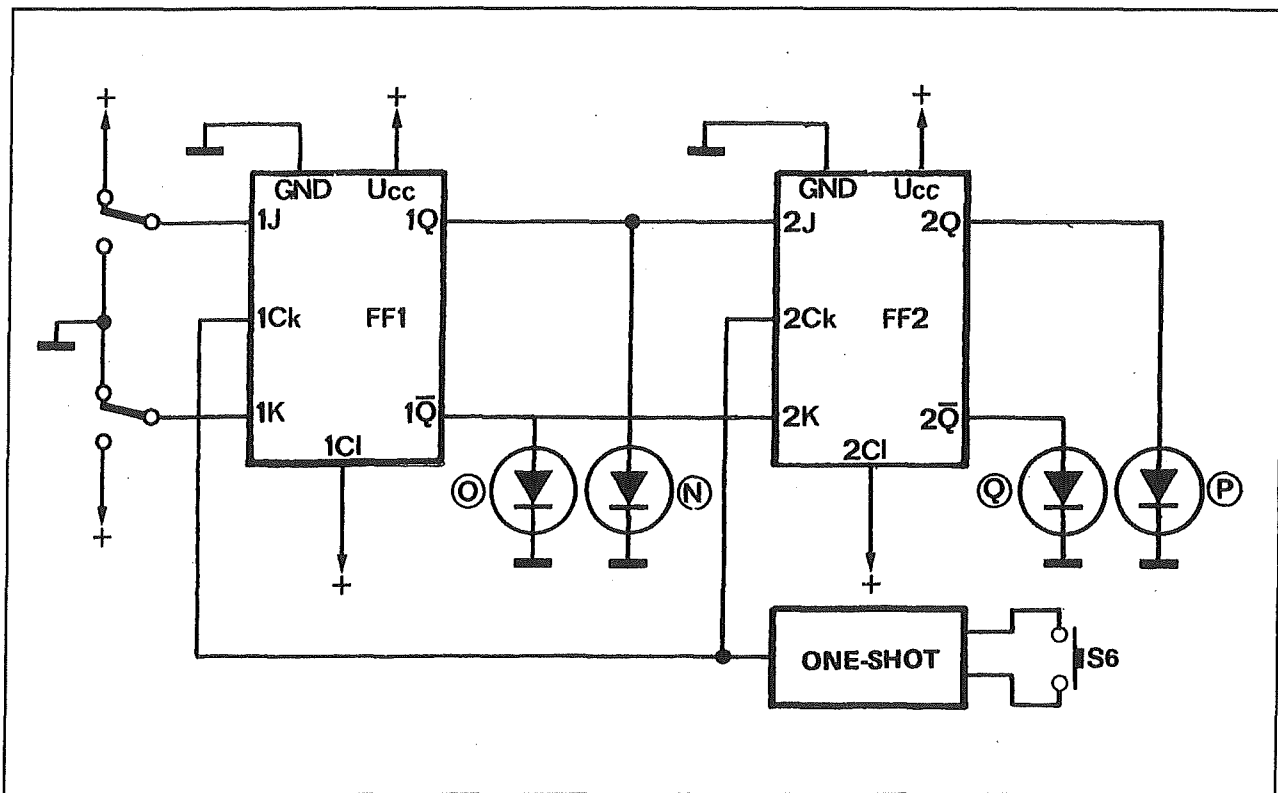 + + +
GND Ucc GND Ucc
1J 1Q 2J 2Q
1Ck FF1 2Ck FF2
1K 1Q̅ 2K 2Q̅
1Cl 2Cl
O N Q P
+
+ +
ONE-SHOT S6